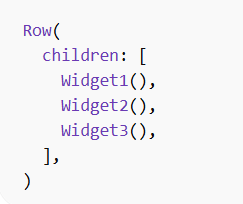 Row(
  children: [
    Widget1(),
    Widget2(),
    Widget3(),
  ],
)